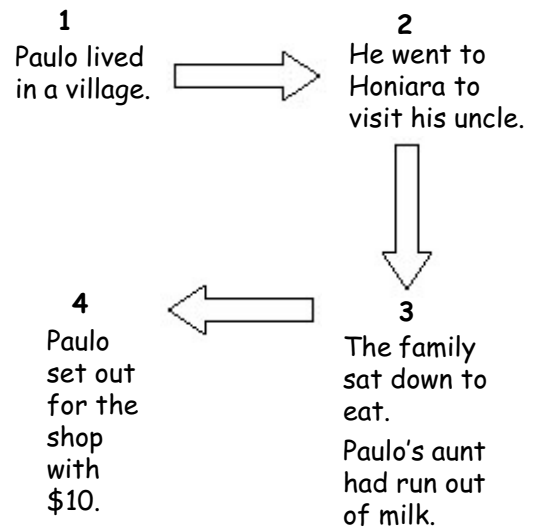 1
Paulo lived
in a village.
2
He went to
Honiara to
visit his uncle.
3
The family
sat down to
eat.
Paulo's aunt
had run out
of milk.
4
Paulo
set out
for the
shop
with
$10.